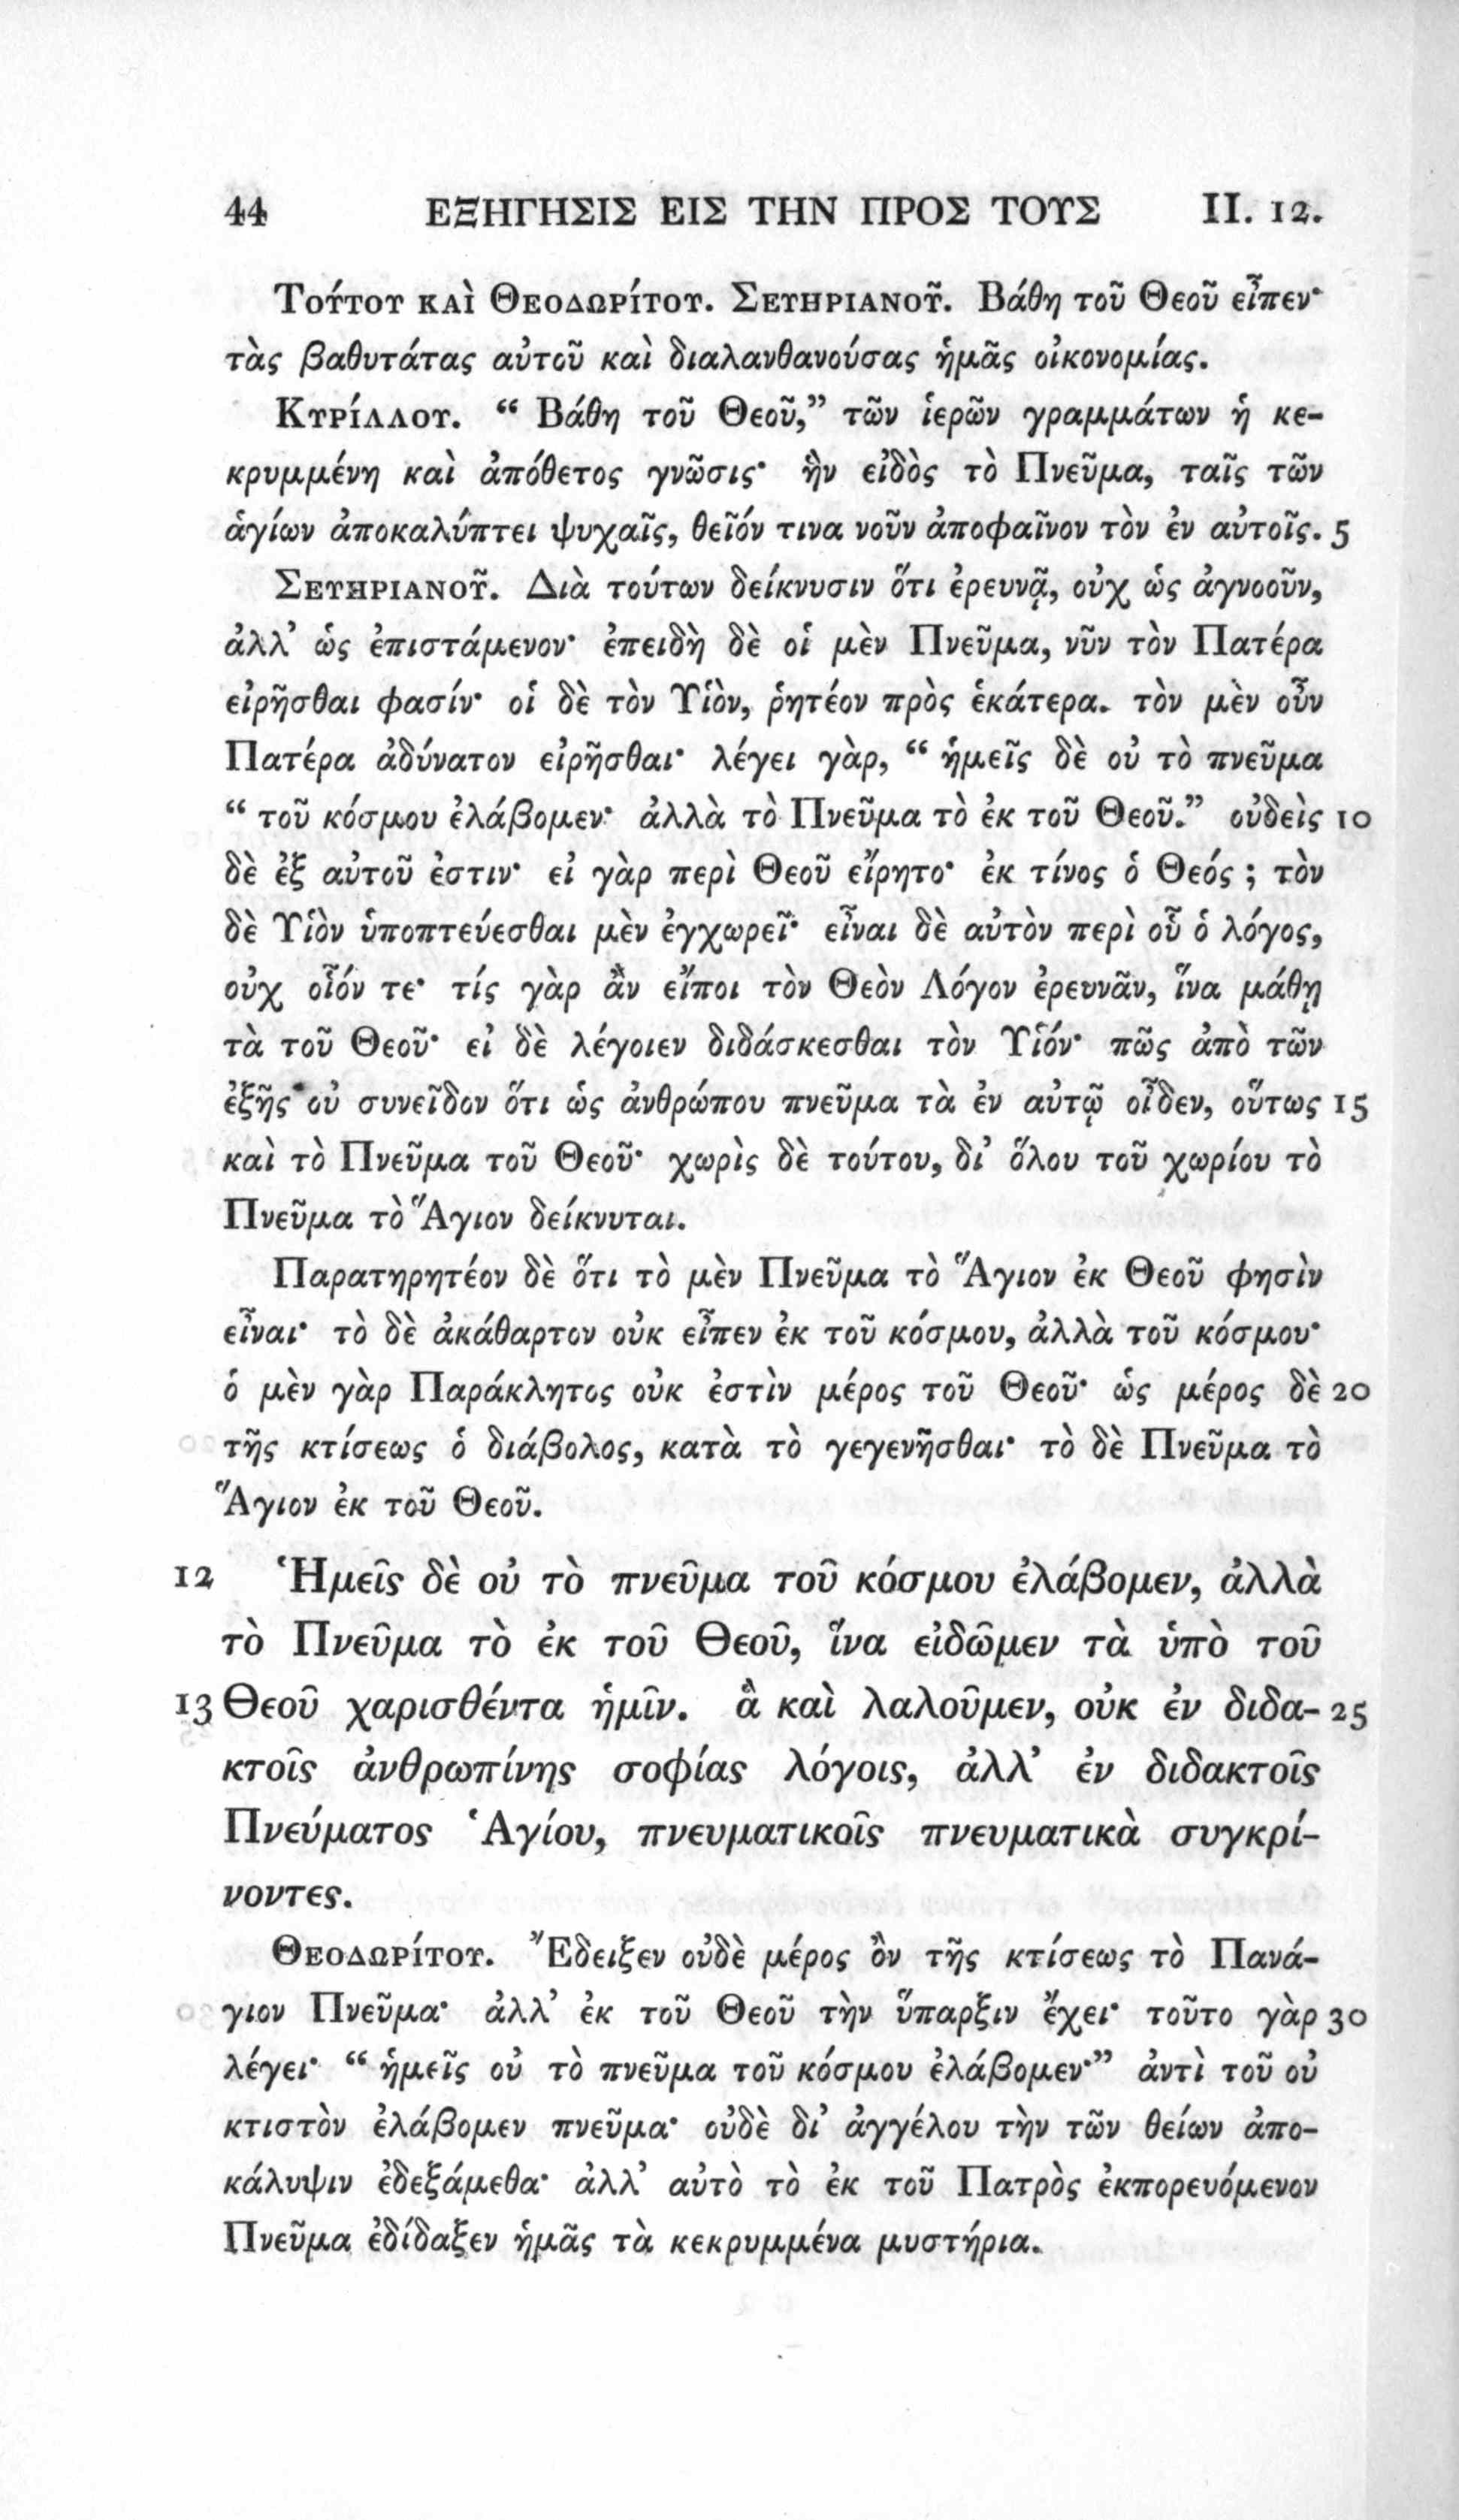 44 ΕΞΗΓΗΣΙΣ ΕΙΣ ΤΗΝ ΠΡΟΣ ΤΟΥΣ II. 12.
Τούτου καὶ Θεοδωρίτου. Σευηριανοῦ. Βάθη τοῦ Θεοῦ εἶπεν·
τὰς βαθυτάτας αὐτοῦ καὶ διαλανθανούσας ἡμᾶς οἰκονομίας.
Κυρίλλου. “ Βάθη τοῦ Θεοῦ,” τῶν ἱερῶν γραμμάτων ἡ κε-
κρυμμένη καὶ ἀπόθετος γνῶσις· ἣν εἰδὸς τὸ Πνεῦμα, ταῖς τῶν
ἁγίων ἀποκαλύπτει ψυχαῖς, θεῖόν τινα νοῦν ἀποφαῖνον τὸν ἐν αὐτοῖς. 5
Σευηριανοῦ. Διὰ τούτων δείκνυσιν ὅτι ἐρευνᾷ, οὐχ ὡς ἀγνοοῦν,
ἀλλ’ ὡς ἐπιστάμενον· ἐπειδὴ δὲ οἱ μὲν Πνεῦμα, νῦν τὸν Πατέρα
εἰρῆσθαι φασίν· οἱ δὲ τὸν Υἱὸν, ῥητέον πρὸς ἑκάτερα. τὸν μὲν οὖν
Πατέρα ἀδύνατον εἰρῆσθαι· λέγει γὰρ, “ ἡμεῖς δὲ οὐ τὸ πνεῦμα
“ τοῦ κόσμου ἐλάβομεν· ἀλλὰ τὸ Πνεῦμα τὸ ἐκ τοῦ Θεοῦ.” οὐδεὶς 10
δὲ ἐξ αὐτοῦ ἐστιν· εἰ γὰρ περὶ Θεοῦ εἴρητο· ἐκ τίνος ὁ Θεός ; τὸν
δὲ Υἱὸν ὑποπτεύεσθαι μὲν ἐγχωρεῖ· εἶναι δὲ αὐτὸν περὶ οὗ ὁ λόγος,
οὐχ οἷόν τε· τίς γὰρ ἂν εἴποι τὸν Θεὸν Λόγον ἐρευνᾶν, ἵνα μάθῃ
τὰ τοῦ Θεοῦ· εἰ δὲ λέγοιεν διδάσκεσθαι τὸν Υἱόν· πῶς ἀπὸ τῶν
ἑξῆς οὐ συνεῖδον ὅτι ὡς ἀνθρώπου πνεῦμα τὰ ἐν αὐτῷ οἶδεν, οὕτως 15
καὶ τὸ Πνεῦμα τοῦ Θεοῦ· χωρὶς δὲ τούτου, δι’ ὅλου τοῦ χωρίου τὸ
Πνεῦμα τὸ Ἅγιον δείκνυται.
Παρατηρητέον δὲ ὅτι τὸ μὲν Πνεῦμα τὸ Ἅγιον ἐκ Θεοῦ φησὶν
εἶναι· τὸ δὲ ἀκάθαρτον οὐκ εἶπεν ἐκ τοῦ κόσμου, ἀλλὰ τοῦ κόσμου·
ὁ μὲν γὰρ Παράκλητος οὐκ ἐστὶν μέρος τοῦ Θεοῦ· ὡς μέρος δὲ 20
τῆς κτίσεως ὁ διάβολος, κατὰ τὸ γεγενῆσθαι· τὸ δὲ Πνεῦμα τὸ
Ἅγιον ἐκ τοῦ Θεοῦ.
12 Ἡμεῖς δὲ οὐ τὸ πνεῦμα τοῦ κόσμου ἐλάβομεν, ἀλλὰ
τὸ Πνεῦμα τὸ ἐκ τοῦ Θεοῦ, ἵνα εἰδῶμεν τὰ ὑπὸ τοῦ
13 Θεοῦ χαρισθέντα ἡμῖν. ἃ καὶ λαλοῦμεν, οὐκ ἐν διδα- 25
κτοῖς ἀνθρωπίνης σοφίας λόγοις, ἀλλ’ ἐν διδακτοῖς
Πνεύματος Ἁγίου, πνευματικοῖς πνευματικὰ συγκρί-
νοντες.
Θεοδωρίτου. Ἔδειξεν οὐδὲ μέρος ὂν τῆς κτίσεως τὸ Πανά-
γιον Πνεῦμα· ἀλλ’ ἐκ τοῦ Θεοῦ τὴν ὕπαρξιν ἔχει· τοῦτο γὰρ 30
λέγει· “ ἡμεῖς οὐ τὸ πνεῦμα τοῦ κόσμου ἐλάβομεν·” ἀντὶ τοῦ οὐ
κτιστὸν ἐλάβομεν πνεῦμα· οὐδὲ δι’ ἀγγέλου τὴν τῶν θείων ἀπο-
κάλυψιν ἐδεξάμεθα· ἀλλ’ αὐτὸ τὸ ἐκ τοῦ Πατρὸς ἐκπορευόμενον
Πνεῦμα ἐδίδαξεν ἡμᾶς τὰ κεκρυμμένα μυστήρια.